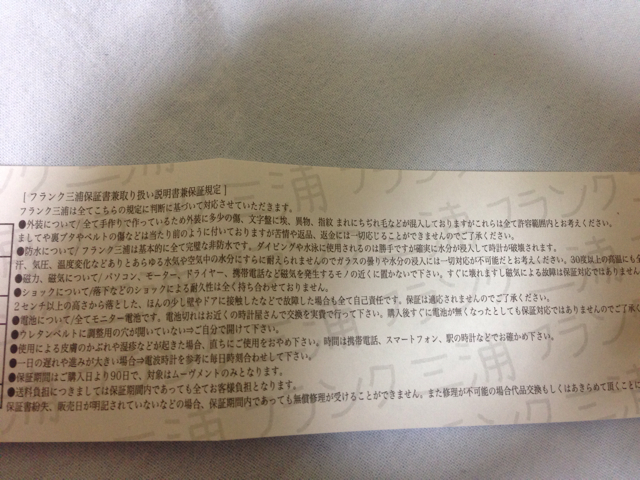 [フランク三浦保証書兼取り扱い説明書兼保証規定]
フランク三浦は全てこちらの規定に判断に基づいて対応させていただきます。
●外装について/全て手作りで作っているため外装に多少の傷、文字盤に埃、異物、指紋 まれにちぢれ毛などが混入しておりますがこれらは全て許容範囲内とお考えください。
ましてや裏ブタやベルトの傷などは当たり前のように付いておりますが苦情や返品、返金には一切応じることができませんのでご了承ください。
●防水について/フランク三浦は基本的に全て完璧な非防水です。ダイビングや水泳に使用されるのは勝手ですが確実に水分が侵入して時計が破壊されます。
汗、気圧、温度変化などありとあらゆる水気や空気中の水分にすらに耐えられませんのでガラスの曇りや水分の侵入には一切対応が不可能だとお考えください、30度以上の高温にも全
●磁力、磁気について/パソコン、モーター、ドライヤー、携帯電話など磁気を発生するモノの近くに置かないで下さい。すぐに壊れますし磁気による故障は保証対応ではありません。
●ショックについて/落下などのショックによる耐久性は全く持ち合わせておりません。
2センチ以上の高さから落とした、ほんの少し壁やドアに接触したなどで故障した場合も全て自己責任です。保証は適応されませんのでご了承ください。
●電池について/全てモニター電池です。電池切れはお近くの時計屋さんで交換を実費で行って下さい。購入後すぐに電池が無くなったとしても保証対応ではありませんのでご了承く
●ウレタンベルトに調整用の穴が開いていない⇒ご自分で開けて下さい。
●使用による皮膚のかぶれや湿疹などが起きた場合、直ちにご使用をおやめ下さい。時間は携帯電話、スマートフォン、駅の時計などでお確かめ下さい。
●一日の遅れや進みが大きい場合⇒電波時計を参考に毎日時刻合わせして下さい。
●保証期間はご購入日より90日で、対象はムーヴメントのみとなります。
●送料負担につきましては保証期間内であっても全てお客様負担となります。
保証書紛失、販売日が明記されていないなどの場合、保証期間内であっても無償修理が受けることができません。また修理が不可能の場合代品交換もしくはあきらめて頂くことに
フランク三浦